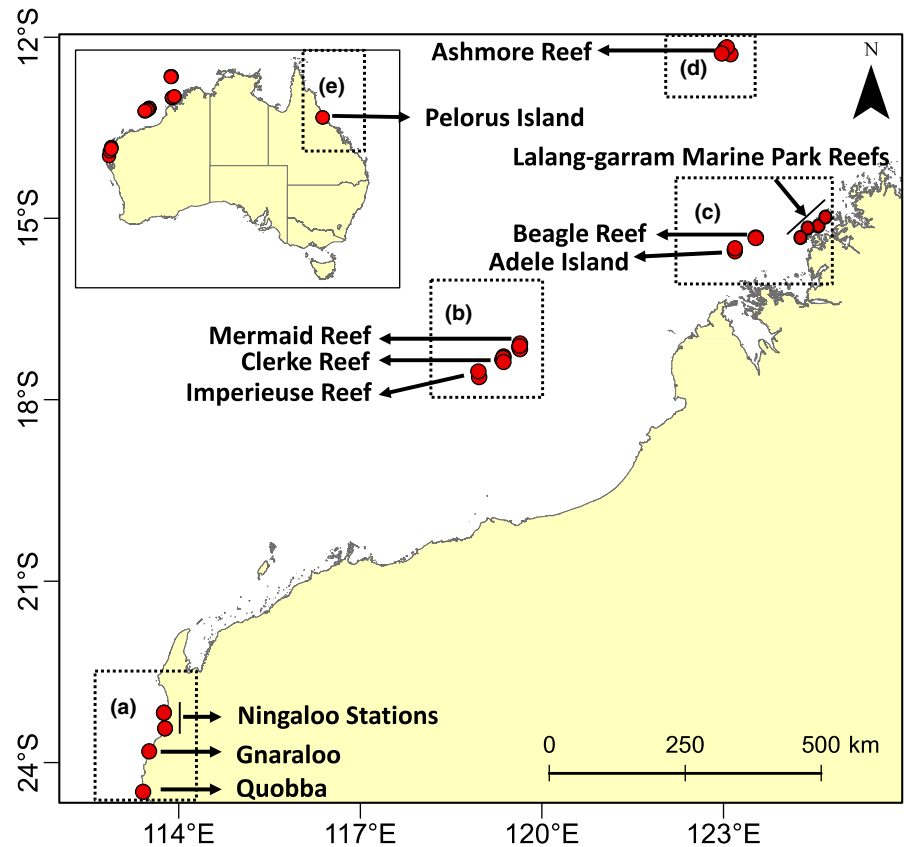 12°S
15°S
18°S
21°S
24°S
(e)
Pelorus Island
Ashmore Reef
(d)
N
Lalang-garram Marine Park Reefs
(c)
Beagle Reef
Adele Island
(b)
Mermaid Reef
Clerke Reef
Imperieuse Reef
(a)
Ningaloo Stations
Gnaraloo
Quobba
0 250 500 km
114°E 117°E 120°E 123°E